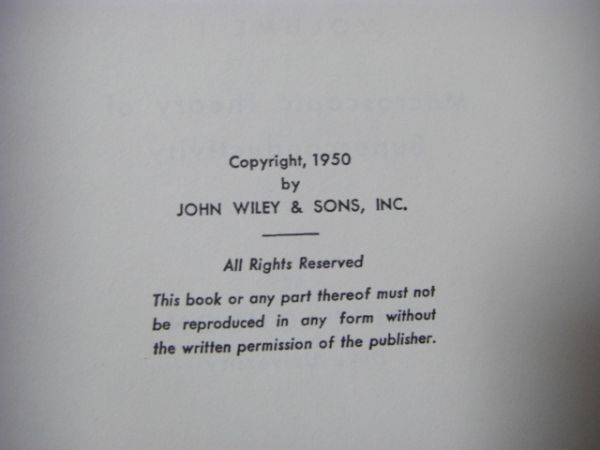 Copyright, 1950
by
JOHN WILEY & SONS, INC.
All Rights Reserved
This book or any part thereof must not
be reproduced in any form without
the written permission of the publisher.